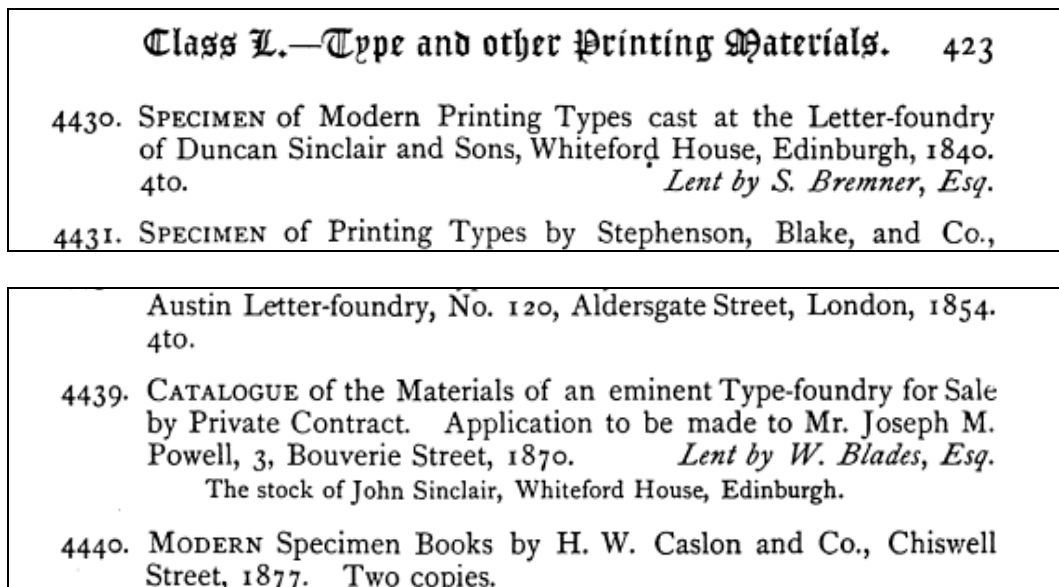 Class L.—Type and other Printing Materials. 423
4430. SPECIMEN of Modern Printing Types cast at the Letter-foundry
of Duncan Sinclair and Sons, Whiteford House, Edinburgh, 1840.
4to. Lent by S. Bremner, Esq.
4431. SPECIMEN of Printing Types by Stephenson, Blake, and Co.,
Austin Letter-foundry, No. 120, Aldersgate Street, London, 1854.
4to.
4439. CATALOGUE of the Materials of an eminent Type-foundry for Sale
by Private Contract. Application to be made to Mr. Joseph M.
Powell, 3, Bouverie Street, 1870. Lent by W. Blades, Esq.
The stock of John Sinclair, Whiteford House, Edinburgh.
4440. MODERN Specimen Books by H. W. Caslon and Co., Chiswell
Street, 1877. Two copies.